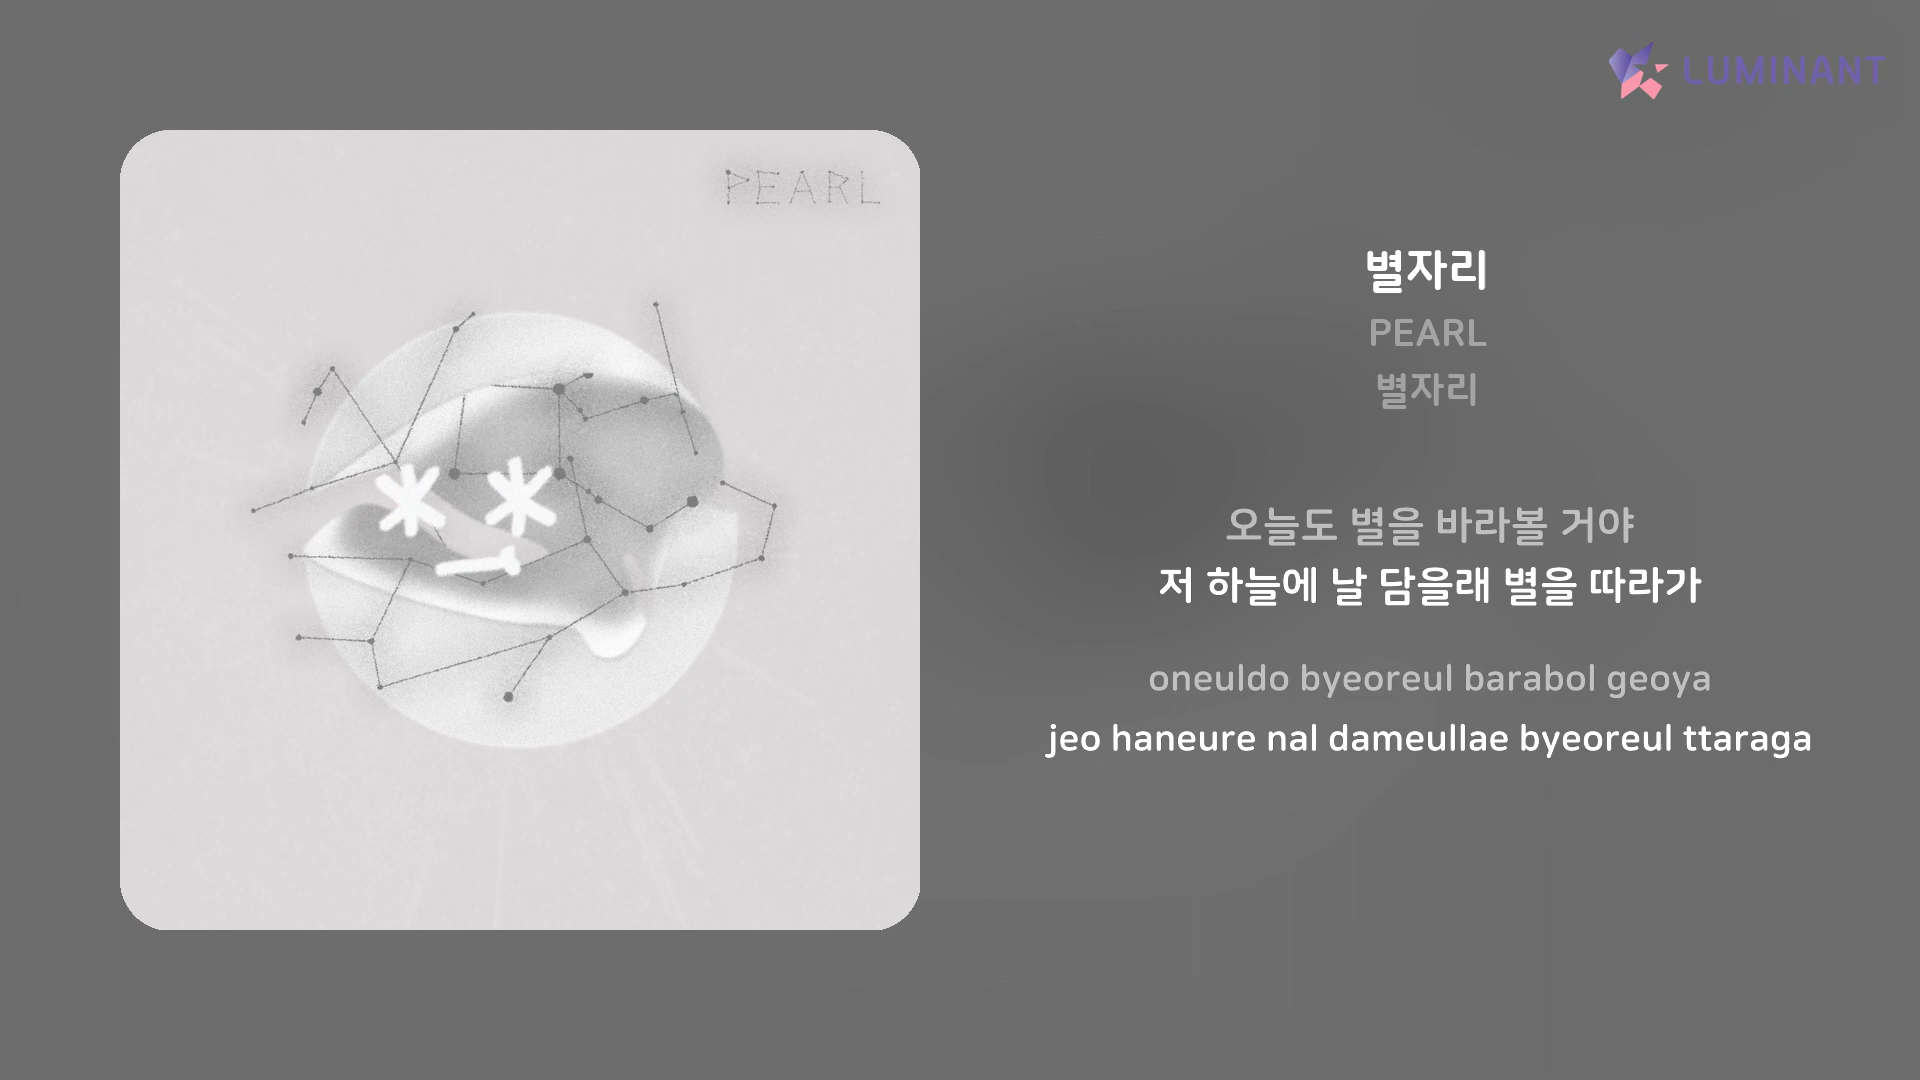 LUMINANT
PEARL
별자리
PEARL
별자리
오늘도 별을 바라볼 거야
저 하늘에 날 담을래 별을 따라가
oneuldo byeoreul barabol geoya
jeo haneure nal dameullae byeoreul ttaraga